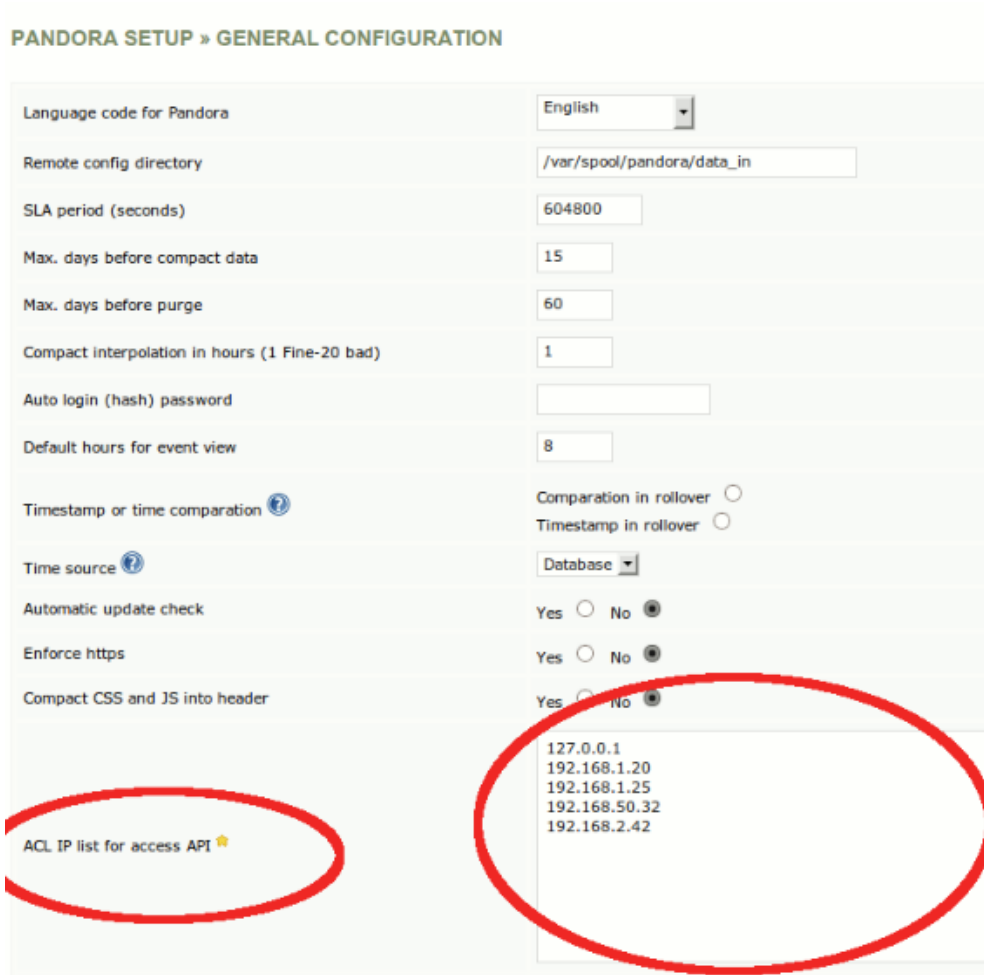 PANDORA SETUP » GENERAL CONFIGURATION
Language code for Pandora English
Remote config directory /var/spool/pandora/data_in
SLA period (seconds) 604800
Max. days before compact data 15
Max. days before purge 60
Compact interpolation in hours (1 Fine-20 bad) 1
Auto login (hash) password
Default hours for event view 8
Timestamp or time comparation Comparation in rollover
Timestamp in rollover
Time source Database
Automatic update check Yes No
Enforce https Yes No
Compact CSS and JS into header Yes No
127.0.0.1
192.168.1.20
192.168.1.25
192.168.50.32
192.168.2.42
ACL IP list for access API